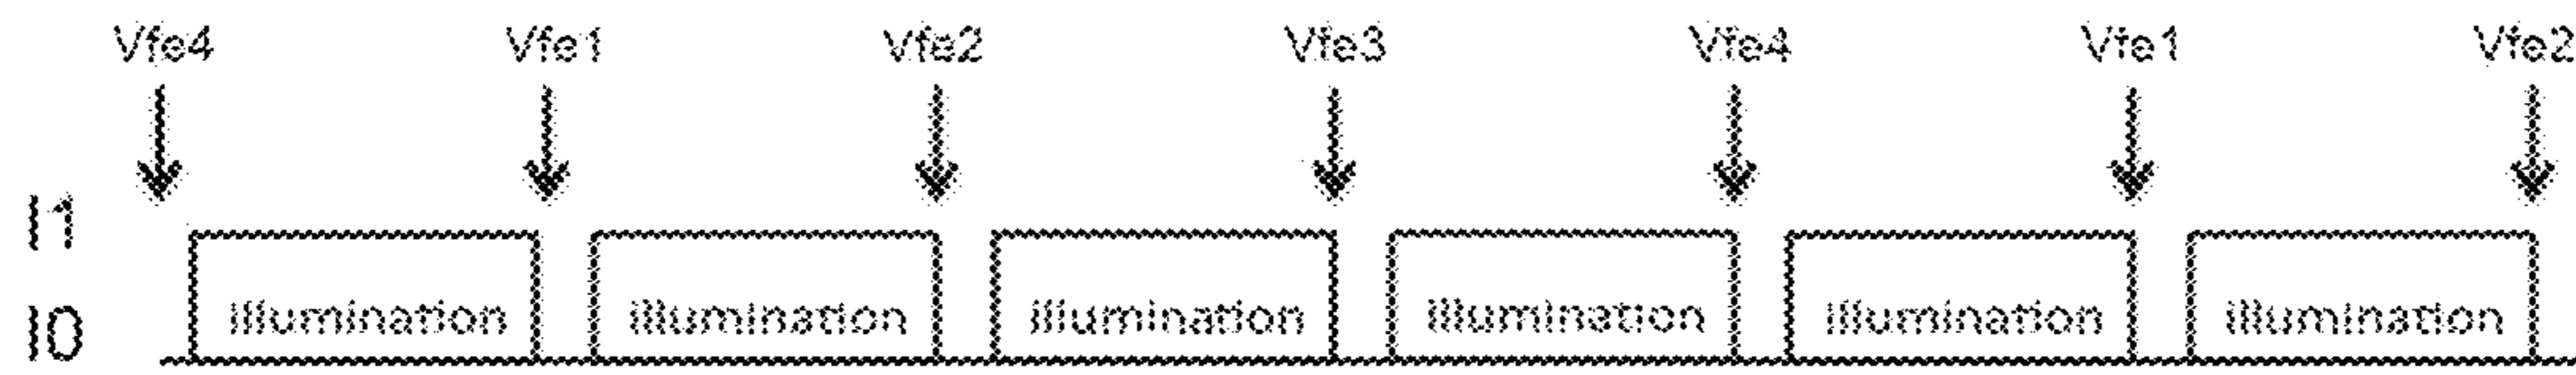 Vfe4 Vfe1 Vfe2 Vfe3 Vfe4 Vfe1 Vfe2
I1
illumination illumination illumination illumination illumination illumination
I0